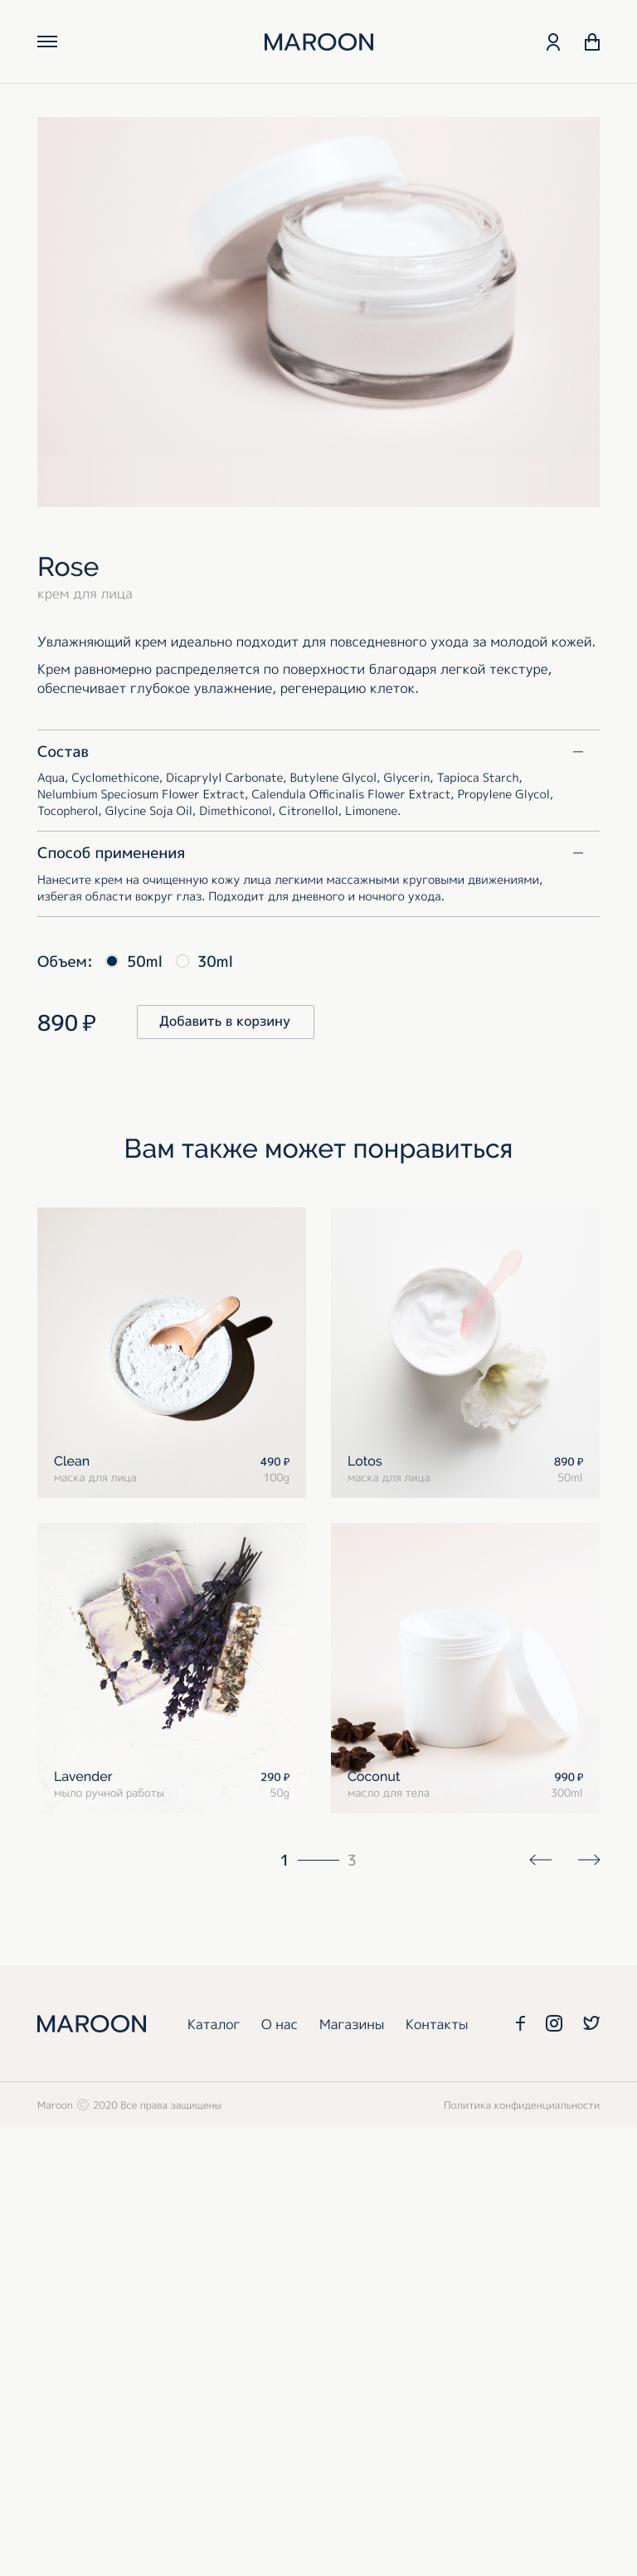 MAROON
Rose
крем для лица
Увлажняющий крем идеально подходит для повседневного ухода за молодой кожей.
Крем равномерно распределяется по поверхности благодаря легкой текстуре,
обеспечивает глубокое увлажнение, регенерацию клеток.
Состав
Aqua, Cyclomethicone, Dicaprylyl Carbonate, Butylene Glycol, Glycerin, Tapioca Starch,
Nelumbium Speciosum Flower Extract, Calendula Officinalis Flower Extract, Propylene Glycol,
Tocopherol, Glycine Soja Oil, Dimethiconol, Citronellol, Limonene.
Способ применения
Нанесите крем на очищенную кожу лица легкими массажными круговыми движениями,
избегая области вокруг глаз. Подходит для дневного и ночного ухода.
Объем: 50ml 30ml
890 ₽ Добавить в корзину
Вам также может понравиться
Clean 490 ₽
маска для лица 100g
Lotos 890 ₽
маска для лица 50ml
Lavender 290 ₽
мыло ручной работы 50g
Coconut 990 ₽
масло для тела 300ml
1 3
MAROON Каталог О нас Магазины Контакты
Maroon © 2020 Все права защищены Политика конфиденциальности